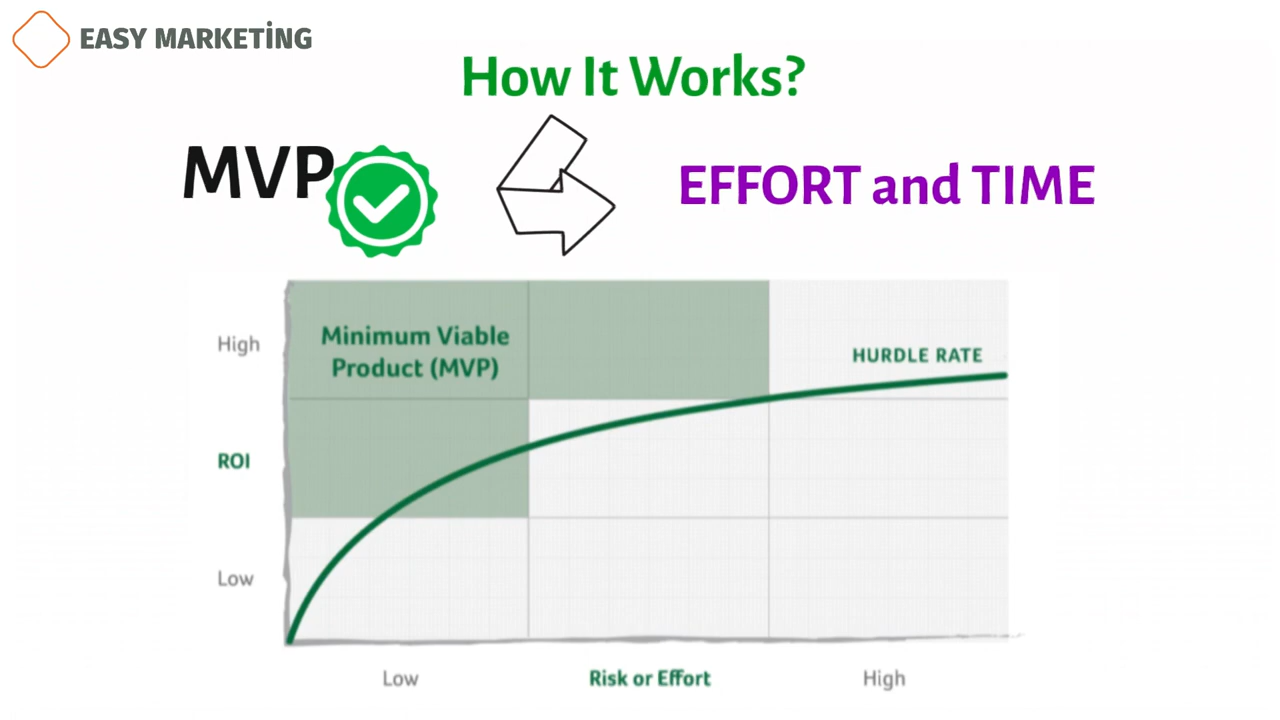 EASY MARKETİNG
How It Works?
MVP
EFFORT and TIME
High
Minimum Viable
Product (MVP)
HURDLE RATE
ROI
Low
Low
Risk or Effort
High